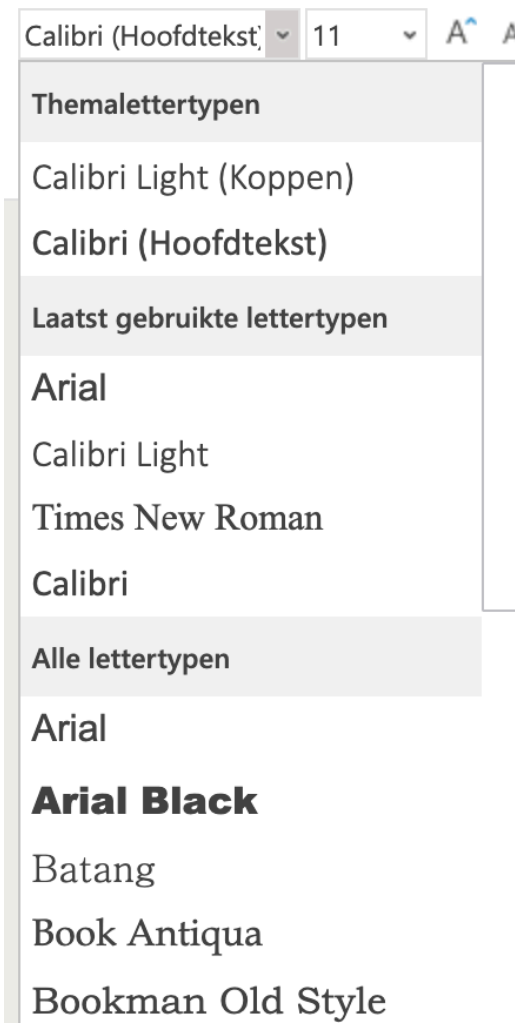 Calibri (Hoofdtekst) 11 A
Themalettertypen
Calibri Light (Koppen)
Calibri (Hoofdtekst)
Laatst gebruikte lettertypen
Arial
Calibri Light
Times New Roman
Calibri
Alle lettertypen
Arial
Arial Black
Batang
Book Antiqua
Bookman Old Style